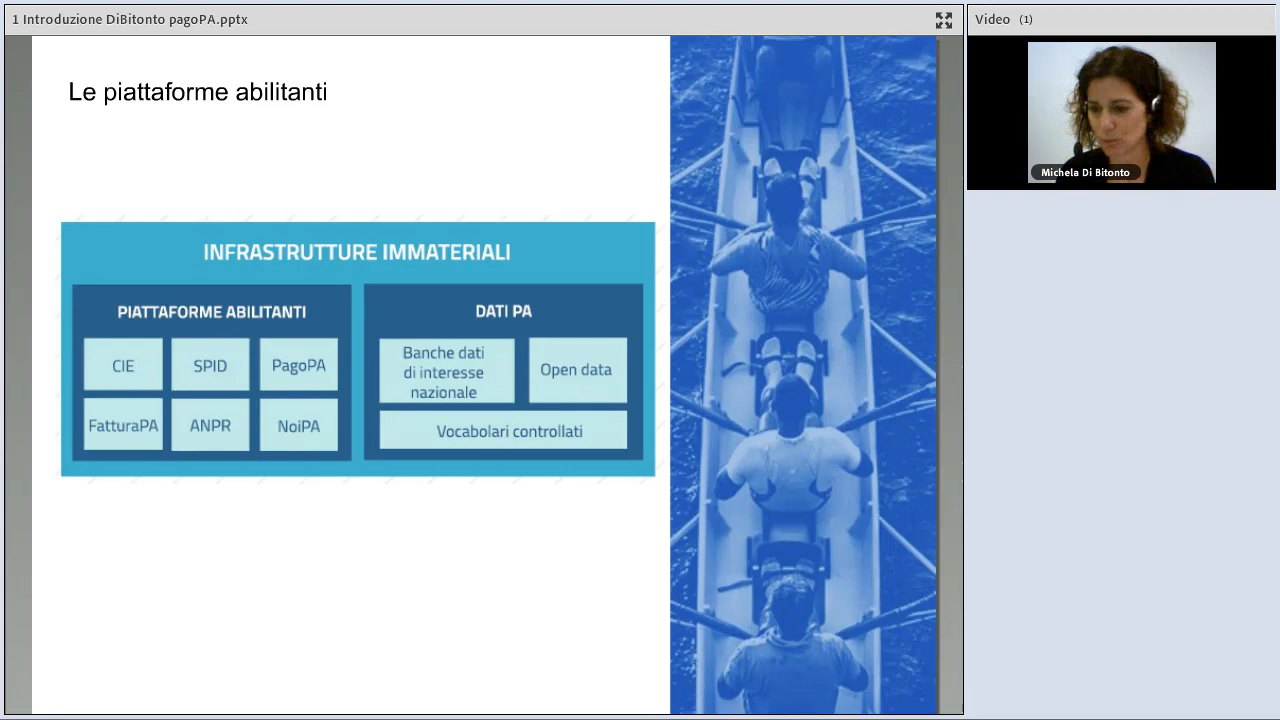 1 Introduzione DiBitonto pagoPA.pptx
Video (1)
Michela Di Bitonto
Le piattaforme abilitanti
INFRASTRUTTURE IMMATERIALI
PIATTAFORME ABILITANTI
CIE
SPID
PagoPA
FatturaPA
ANPR
NoiPA
DATI PA
Banche dati
di interesse
nazionale
Open data
Vocabolari controllati